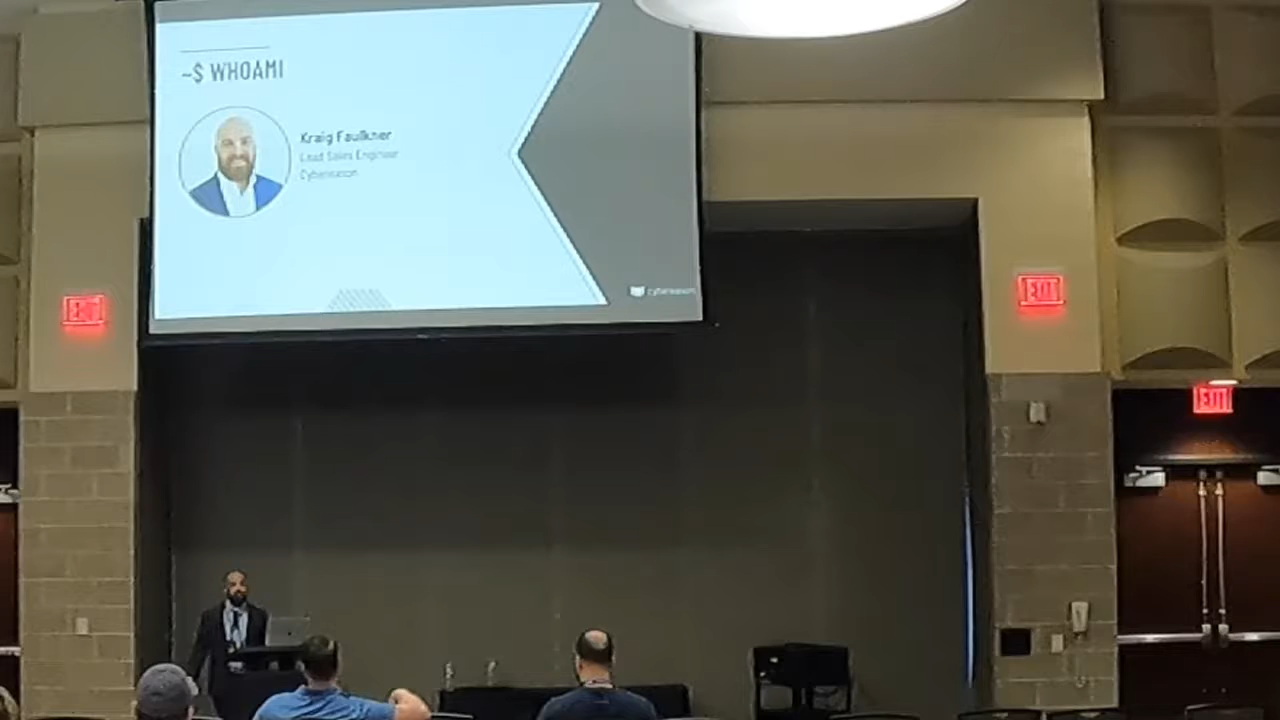 ~$ WHOAMI
Kraig Faulkner
Lead Sales Engineer
Cybereason
cybereason
EXIT
EXIT
EXIT